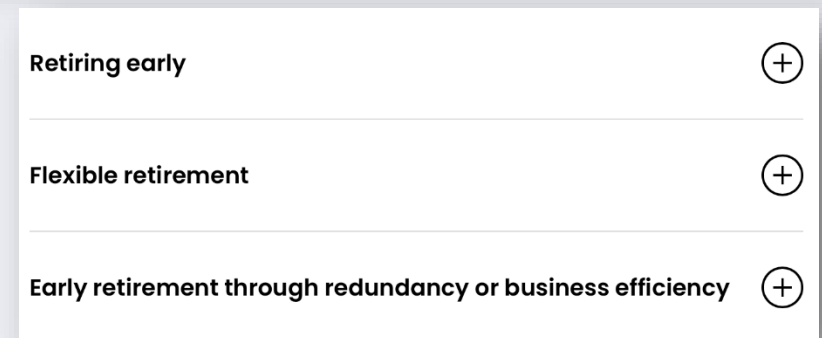 Retiring early
Flexible retirement
Early retirement through redundancy or business efficiency